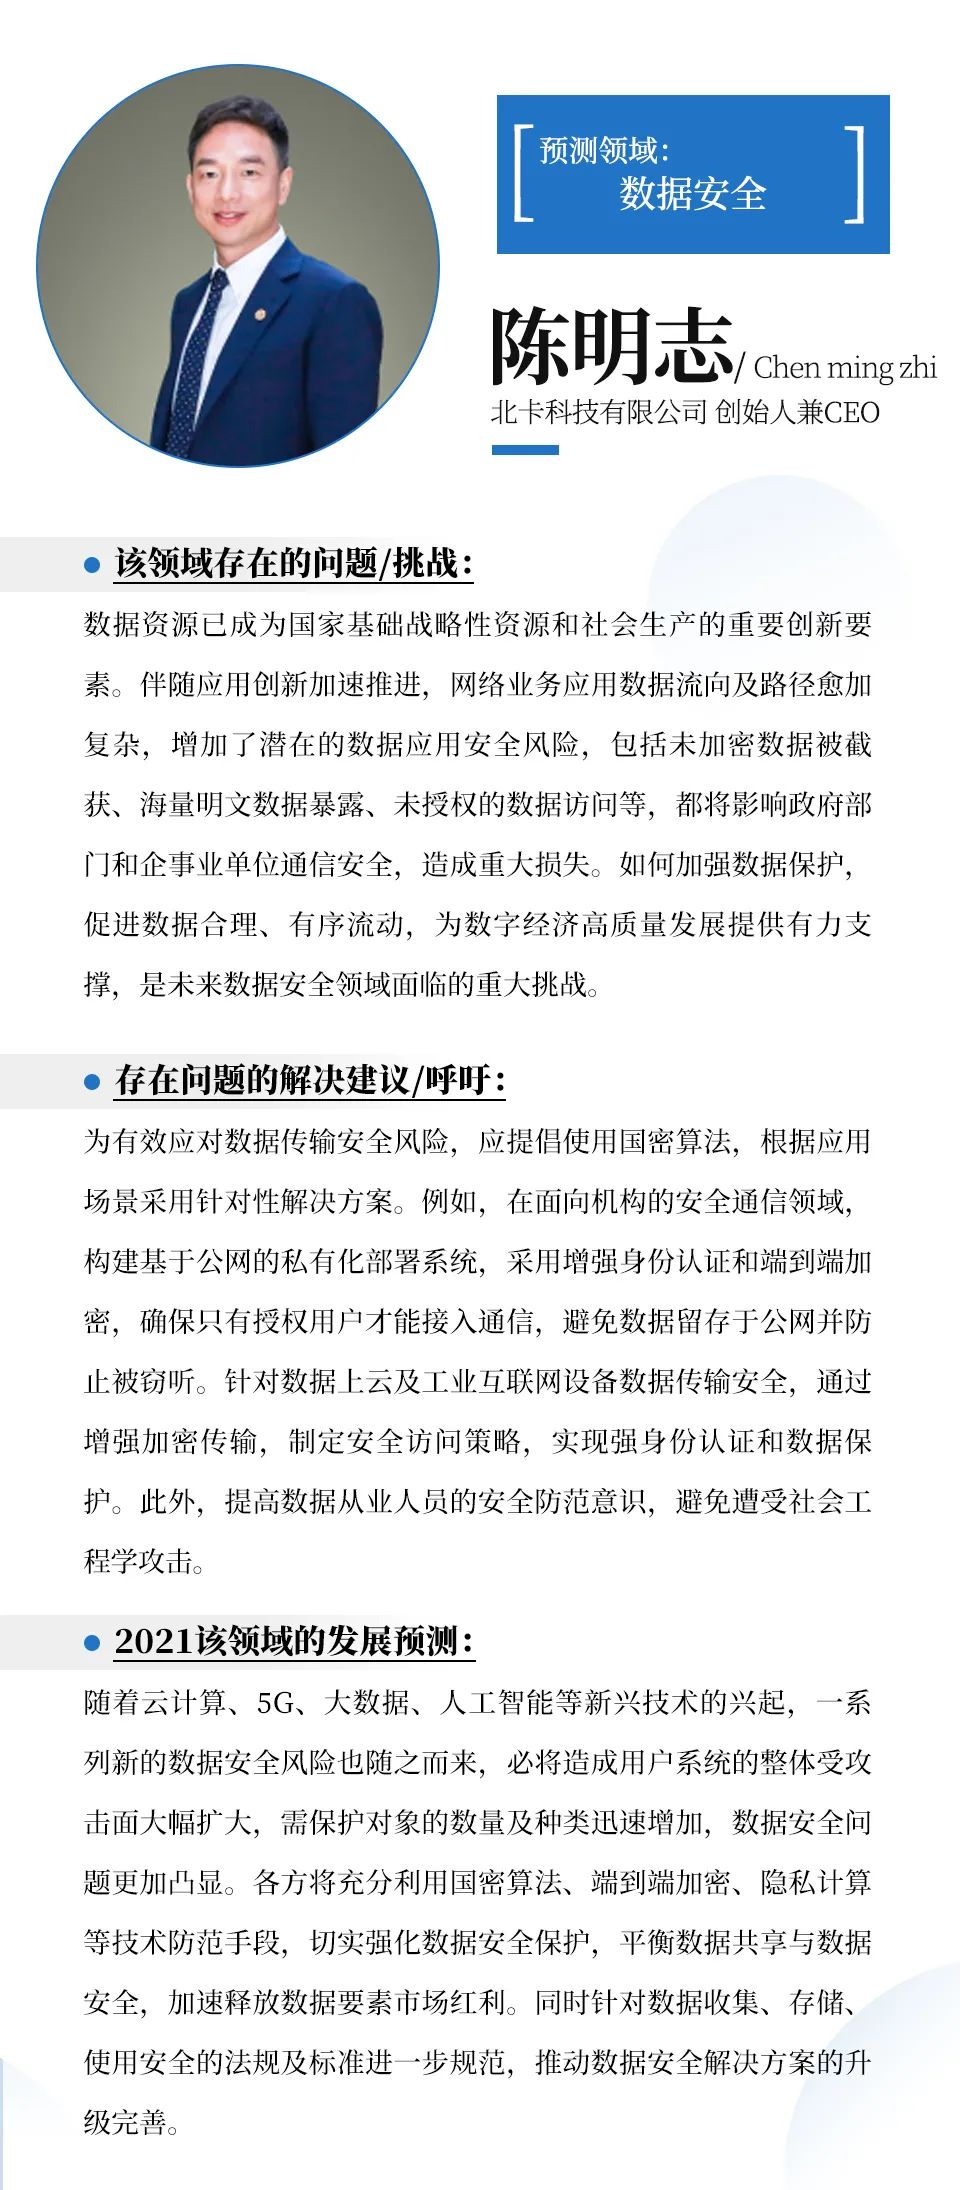 预测领域：
数据安全
陈明志/ Chen ming zhi
北卡科技有限公司 创始人兼CEO
该领域存在的问题/挑战：
数据资源已成为国家基础战略性资源和社会生产的重要创新要
素。伴随应用创新加速推进，网络业务应用数据流向及路径愈加
复杂，增加了潜在的数据应用安全风险，包括未加密数据被截
获、海量明文数据暴露、未授权的数据访问等，都将影响政府部
门和企事业单位通信安全，造成重大损失。如何加强数据保护，
促进数据合理、有序流动，为数字经济高质量发展提供有力支
撑，是未来数据安全领域面临的重大挑战。
存在问题的解决建议/呼吁：
为有效应对数据传输安全风险，应提倡使用国密算法，根据应用
场景采用针对性解决方案。例如，在面向机构的安全通信领域，
构建基于公网的私有化部署系统，采用增强身份认证和端到端加
密，确保只有授权用户才能接入通信，避免数据留存于公网并防
止被窃听。针对数据上云及工业互联网设备数据传输安全，通过
增强加密传输，制定安全访问策略，实现强身份认证和数据保
护。此外，提高数据从业人员的安全防范意识，避免遭受社会工
程学攻击。
2021该领域的发展预测：
随着云计算、5G、大数据、人工智能等新兴技术的兴起，一系
列新的数据安全风险也随之而来，必将造成用户系统的整体受攻
击面大幅扩大，需保护对象的数量及种类迅速增加，数据安全问
题更加凸显。各方将充分利用国密算法、端到端加密、隐私计算
等技术防范手段，切实强化数据安全保护，平衡数据共享与数据
安全，加速释放数据要素市场红利。同时针对数据收集、存储、
使用安全的法规及标准进一步规范，推动数据安全解决方案的升
级完善。